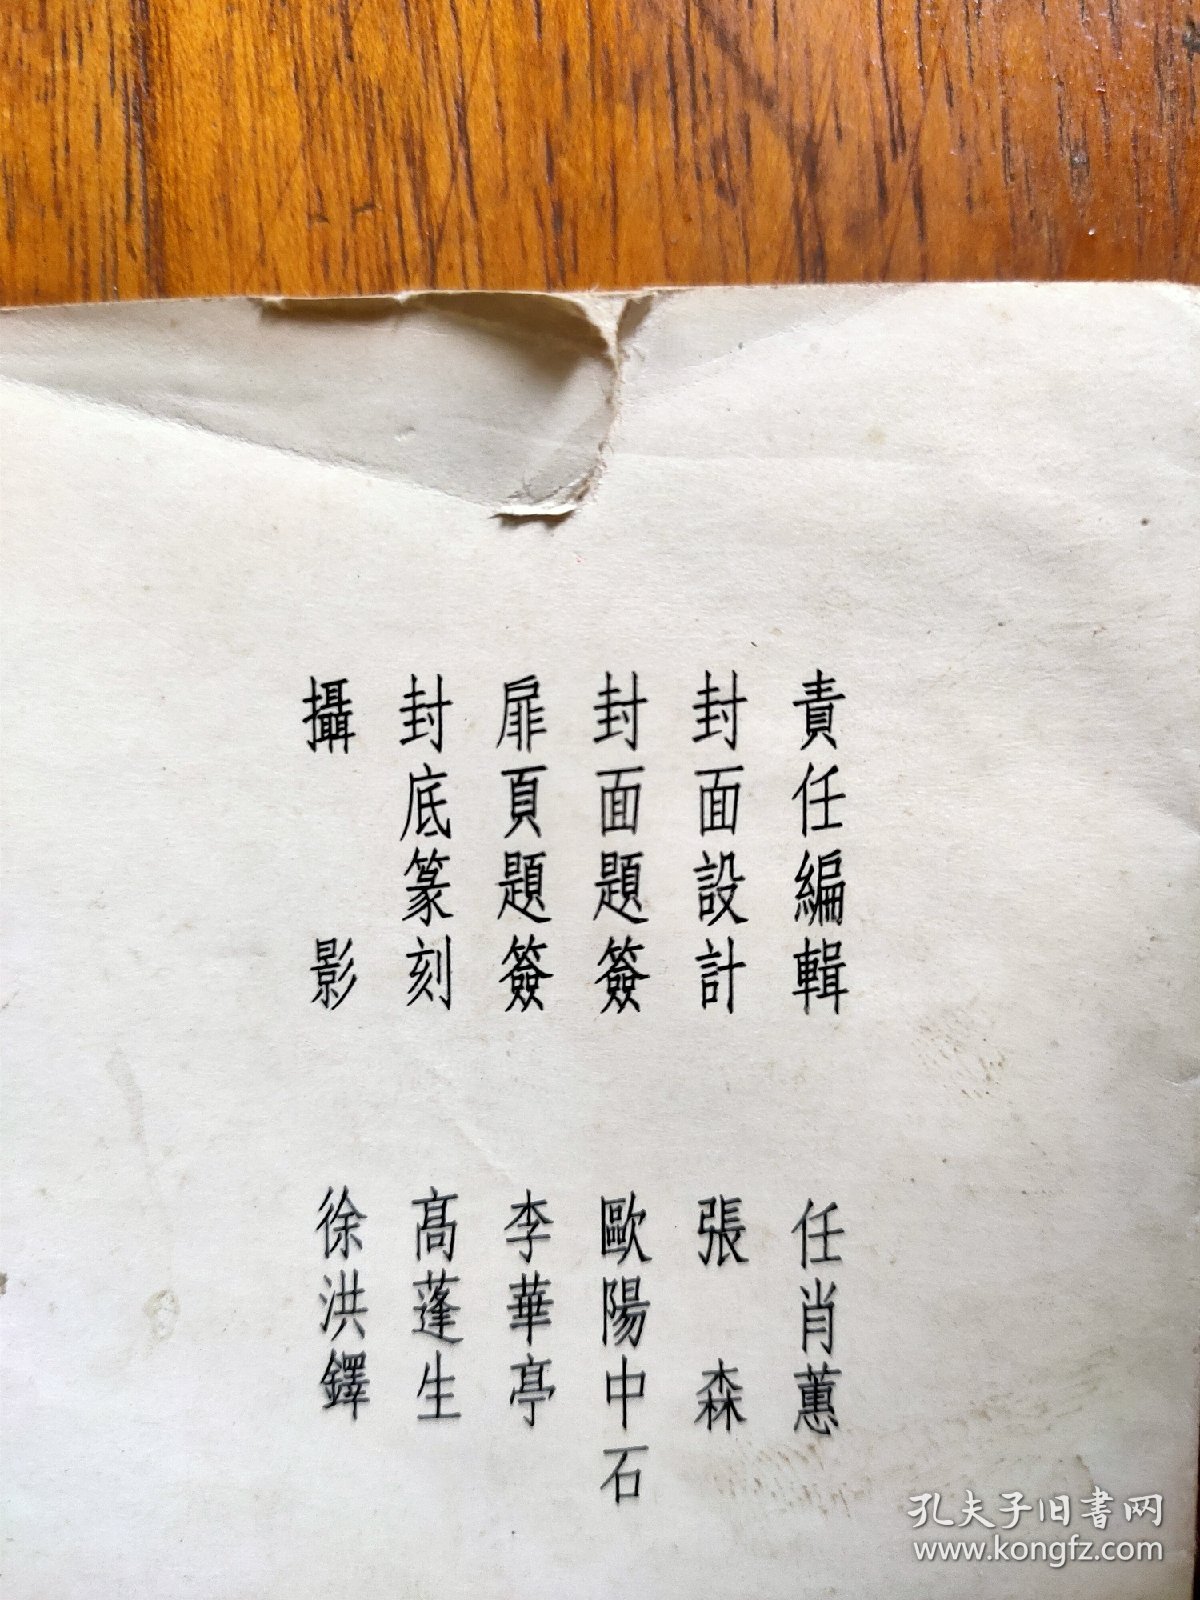 責任編輯 任肖蕙
封面設計 張森
封面題簽 歐陽中石
扉頁題簽 李華亭
封底篆刻 髙蓬生
攝影 徐洪鐸
孔夫子旧書网
www.kongfz.com